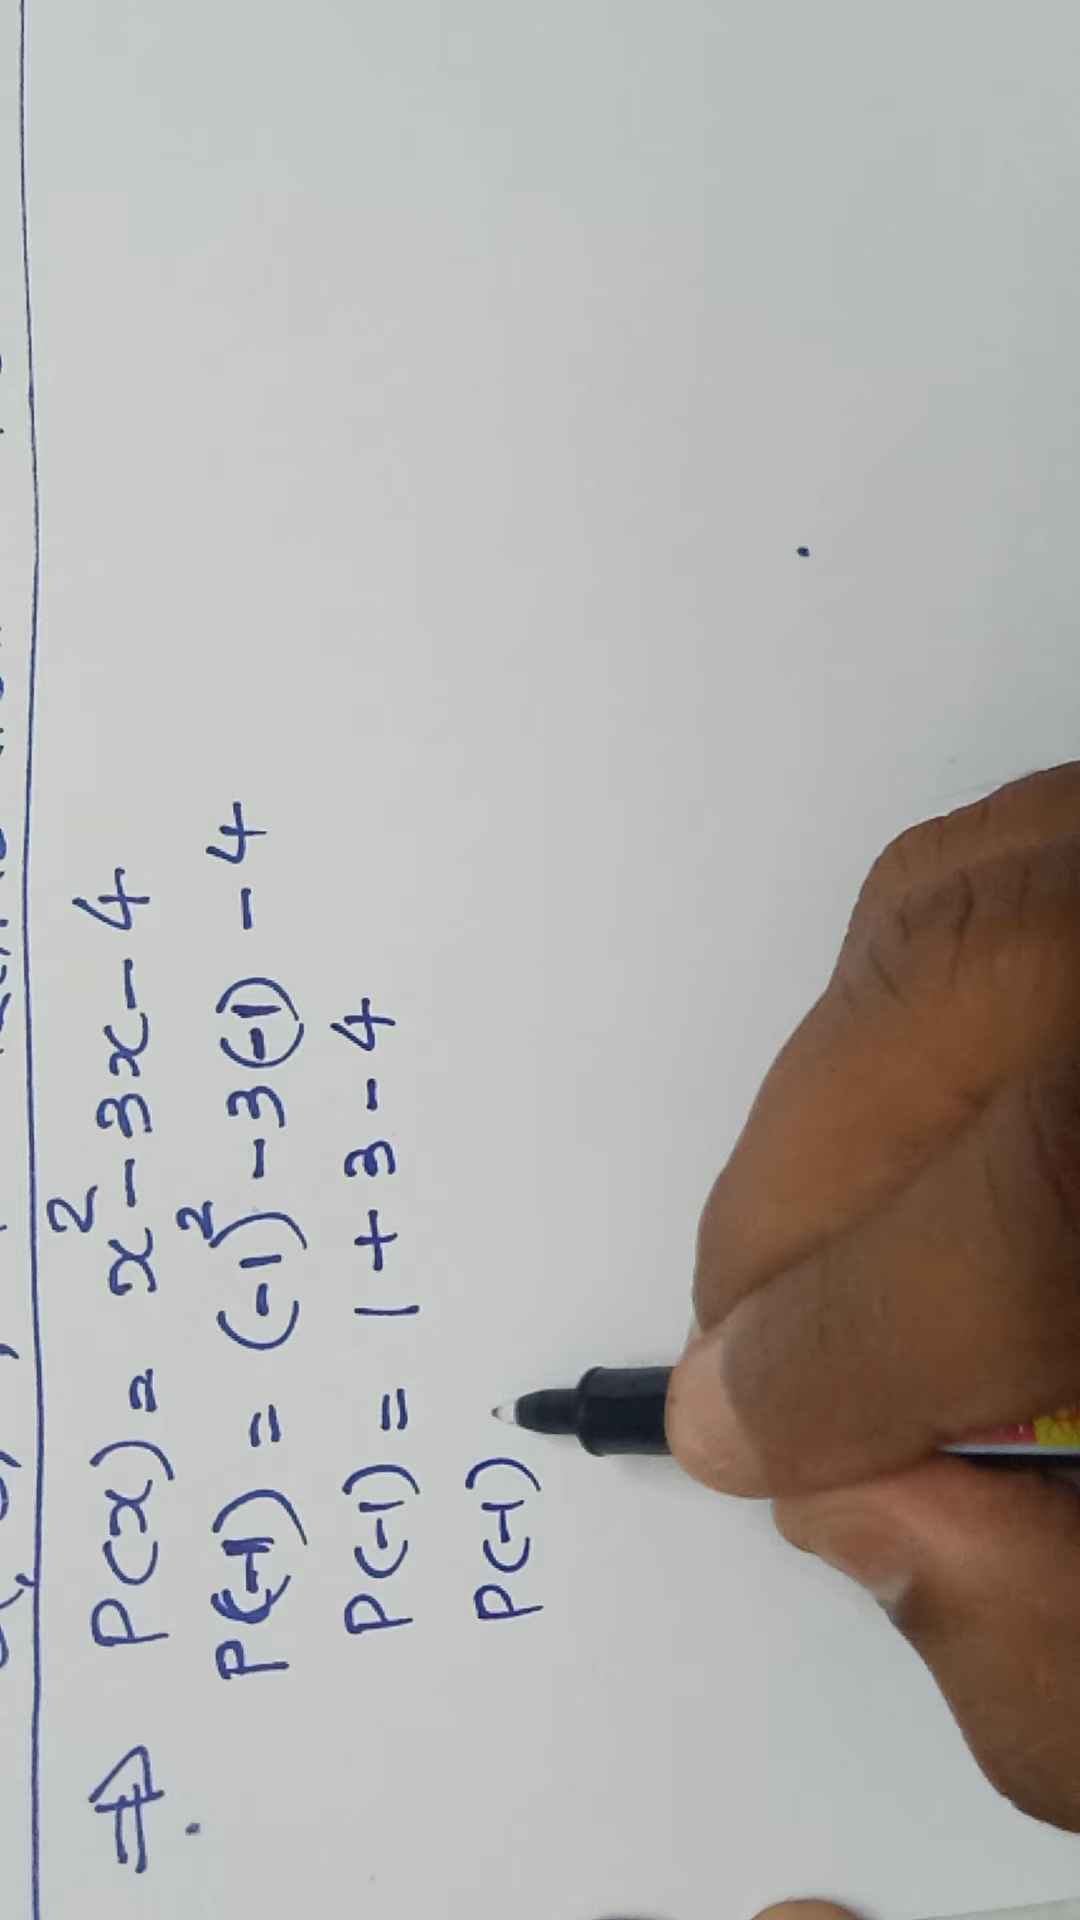 ⇒ P(x) = x² - 3x - 4
P(-1) = (-1)² - 3(-1) - 4
P(-1) = 1 + 3 - 4
P(-1)